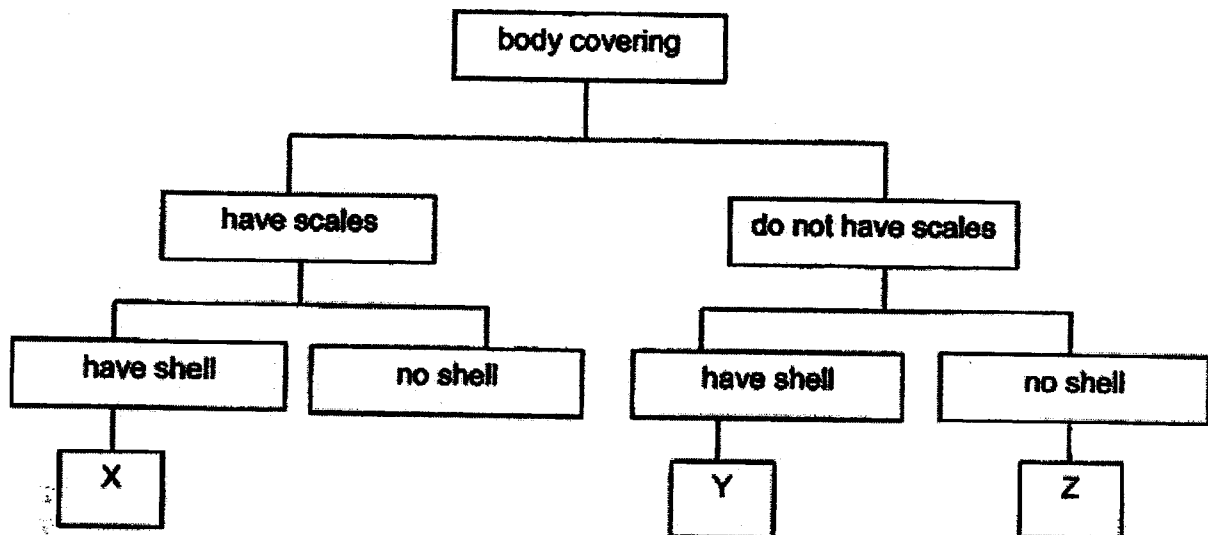 body covering
have scales
do not have scales
have shell
no shell
have shell
no shell
X
Y
Z